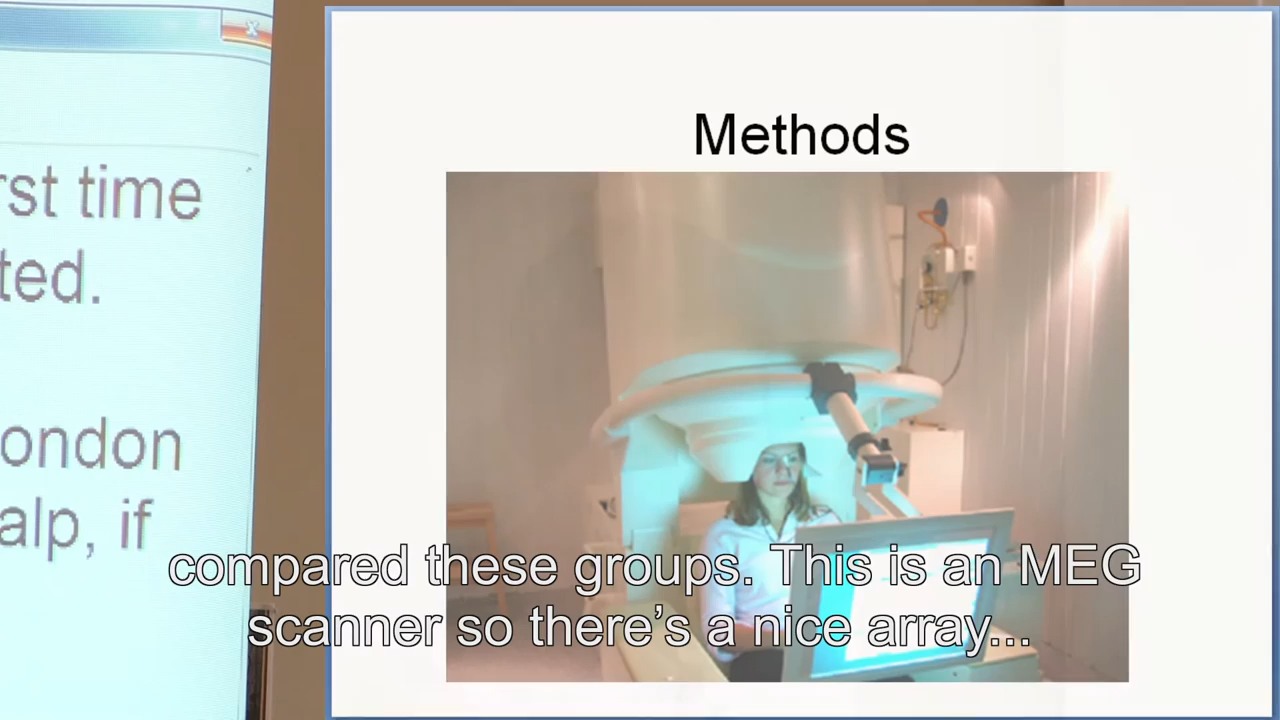 rst time
ted.
ondon
alp, if
Methods
compared these groups. This is an MEG
scanner so there’s a nice array...